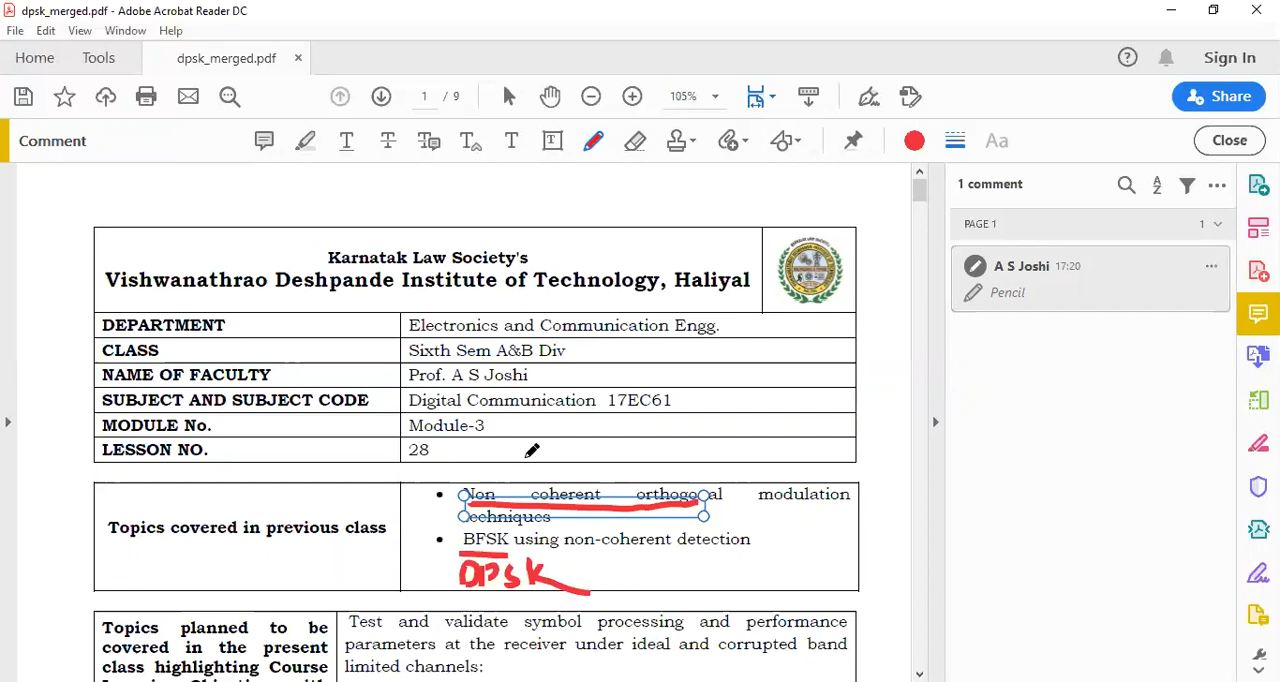 dpsk_merged.pdf - Adobe Acrobat Reader DC
File Edit View Window Help
Home Tools dpsk_merged.pdf × Sign In
1 / 9 105% Share
Comment Aa Close
1 comment
PAGE 1 1
A S Joshi 17:20
Pencil
Karnatak Law Society's
Vishwanathrao Deshpande Institute of Technology, Haliyal
DEPARTMENT Electronics and Communication Engg.
CLASS Sixth Sem A&B Div
NAME OF FACULTY Prof. A S Joshi
SUBJECT AND SUBJECT CODE Digital Communication 17EC61
MODULE No. Module-3
LESSON NO. 28
Topics covered in previous class
• Non coherent orthogonal modulation
techniques
• BFSK using non-coherent detection
DPSK
Topics planned to be
covered in the present
class highlighting Course
Test and validate symbol processing and performance
parameters at the receiver under ideal and corrupted band
limited channels: